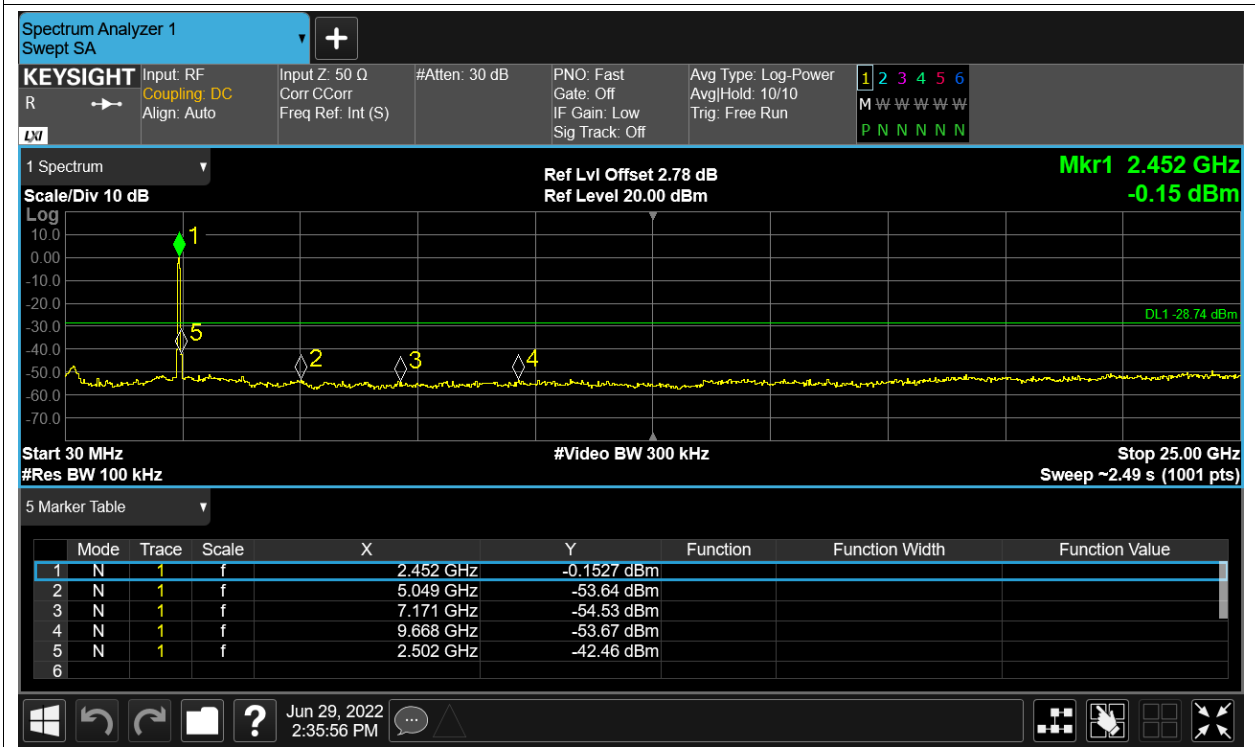 Spectrum Analyzer 1
Swept SA
+
KEYSIGHT Input: RF Input Z: 50 Ω #Atten: 30 dB PNO: Fast Avg Type: Log-Power 1 2 3 4 5 6
R Coupling: DC Corr CCorr Gate: Off Avg|Hold: 10/10 M W W W W W
Align: Auto Freq Ref: Int (S) IF Gain: Low Trig: Free Run
LXI Sig Track: Off P N N N N N
1 Spectrum Ref Lvl Offset 2.78 dB Mkr1 2.452 GHz
Scale/Div 10 dB Ref Level 20.00 dBm -0.15 dBm
Log
10.0 1
0.00
-10.0
-20.0
DL1 -28.74 dBm
-30.0 5
-40.0 2 3 4
-50.0
-60.0
-70.0
Start 30 MHz #Video BW 300 kHz Stop 25.00 GHz
#Res BW 100 kHz Sweep ~2.49 s (1001 pts)
5 Marker Table
Mode Trace Scale X Y Function Function Width Function Value
1 N 1 f 2.452 GHz -0.1527 dBm
2 N 1 f 5.049 GHz -53.64 dBm
3 N 1 f 7.171 GHz -54.53 dBm
4 N 1 f 9.668 GHz -53.67 dBm
5 N 1 f 2.502 GHz -42.46 dBm
6
? Jun 29, 2022
2:35:56 PM